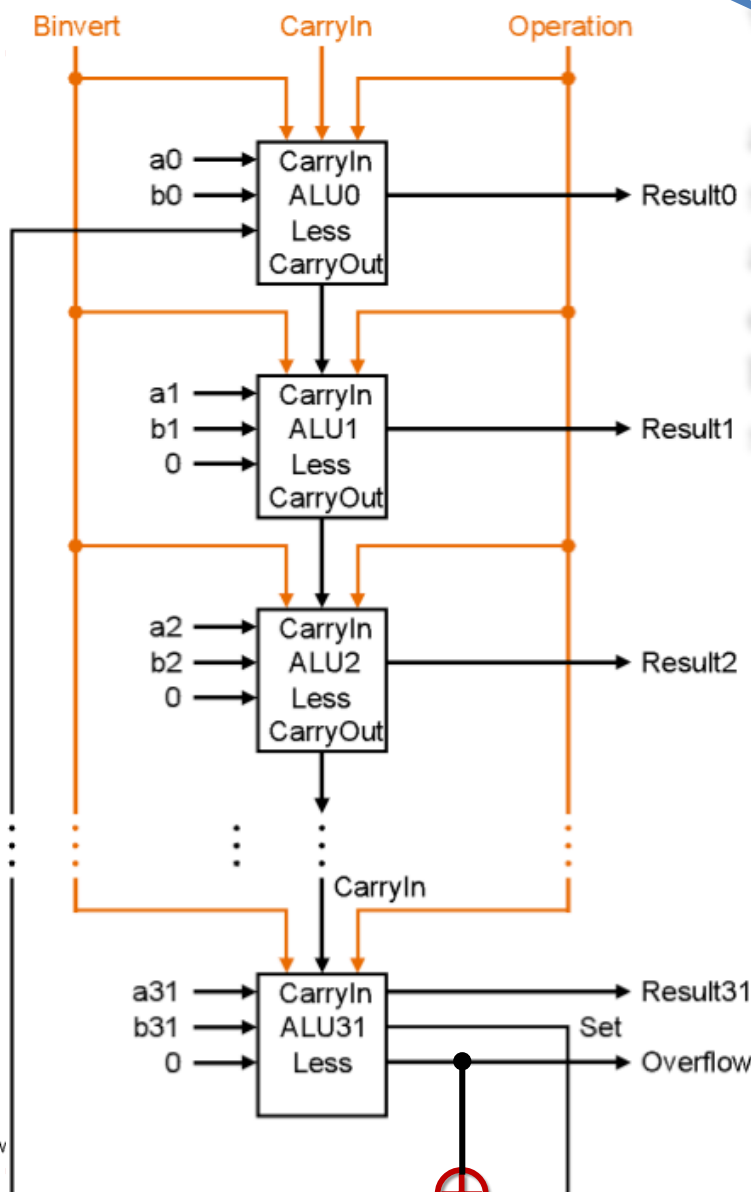 Binvert CarryIn Operation
a0 CarryIn
b0 ALU0 Result0
Less
CarryOut
a1 CarryIn
b1 ALU1 Result1
0 Less
CarryOut
a2 CarryIn
b2 ALU2 Result2
0 Less
CarryOut
CarryIn
a31 CarryIn Result31
b31 ALU31 Set
0 Less Overflow